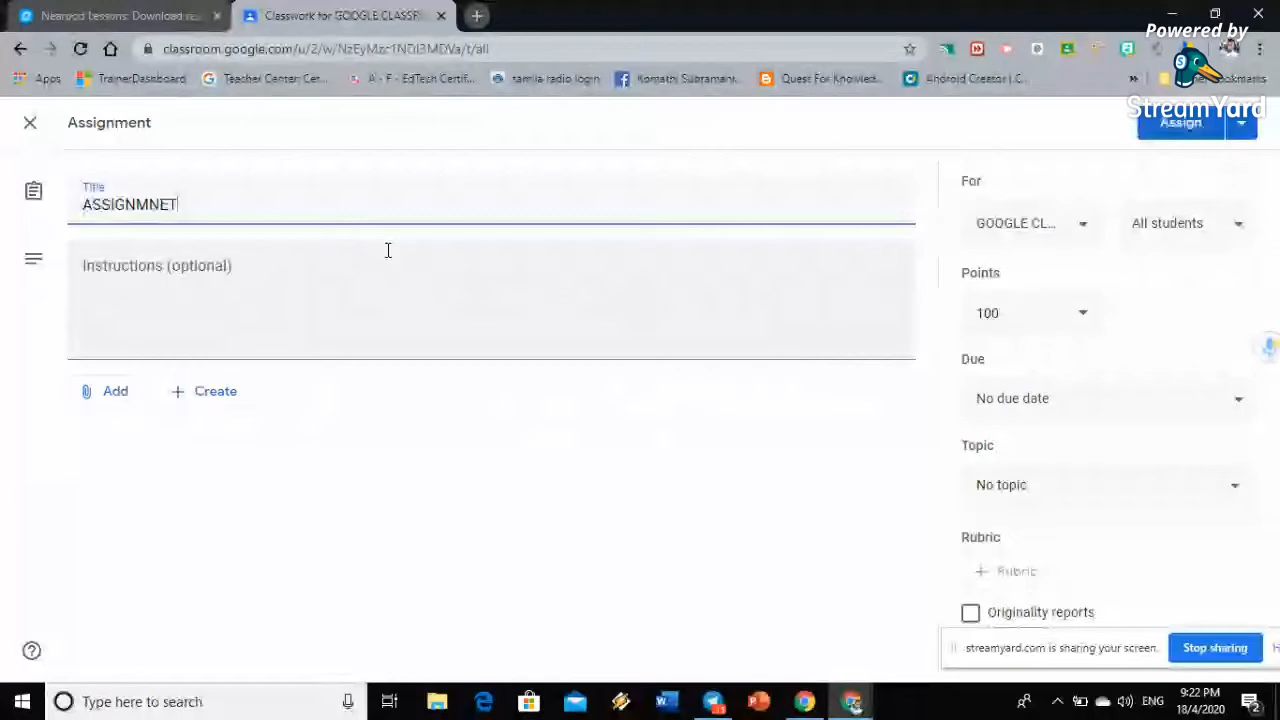 Nearpod Lessons: Download re
Classwork for GOOGLE CLASSR
Powered by
classroom.google.com/u/2/w/NzEyMzc1NDI3MDVa/t/all
Apps
TrainerDashboard
Teacher Center: Cer...
A - F - EdTech Certif...
tamila radio login
Komathi Subramani...
Quest For Knowled...
Android Creator | C...
StreamYard
Assignment
Assign
Title
ASSIGNMNET
Instructions (optional)
Add
Create
For
GOOGLE CL...
All students
Points
100
Due
No due date
Topic
No topic
Rubric
+ Rubric
Originality reports
streamyard.com is sharing your screen.
Stop sharing
Type here to search
ENG
9:22 PM
18/4/2020